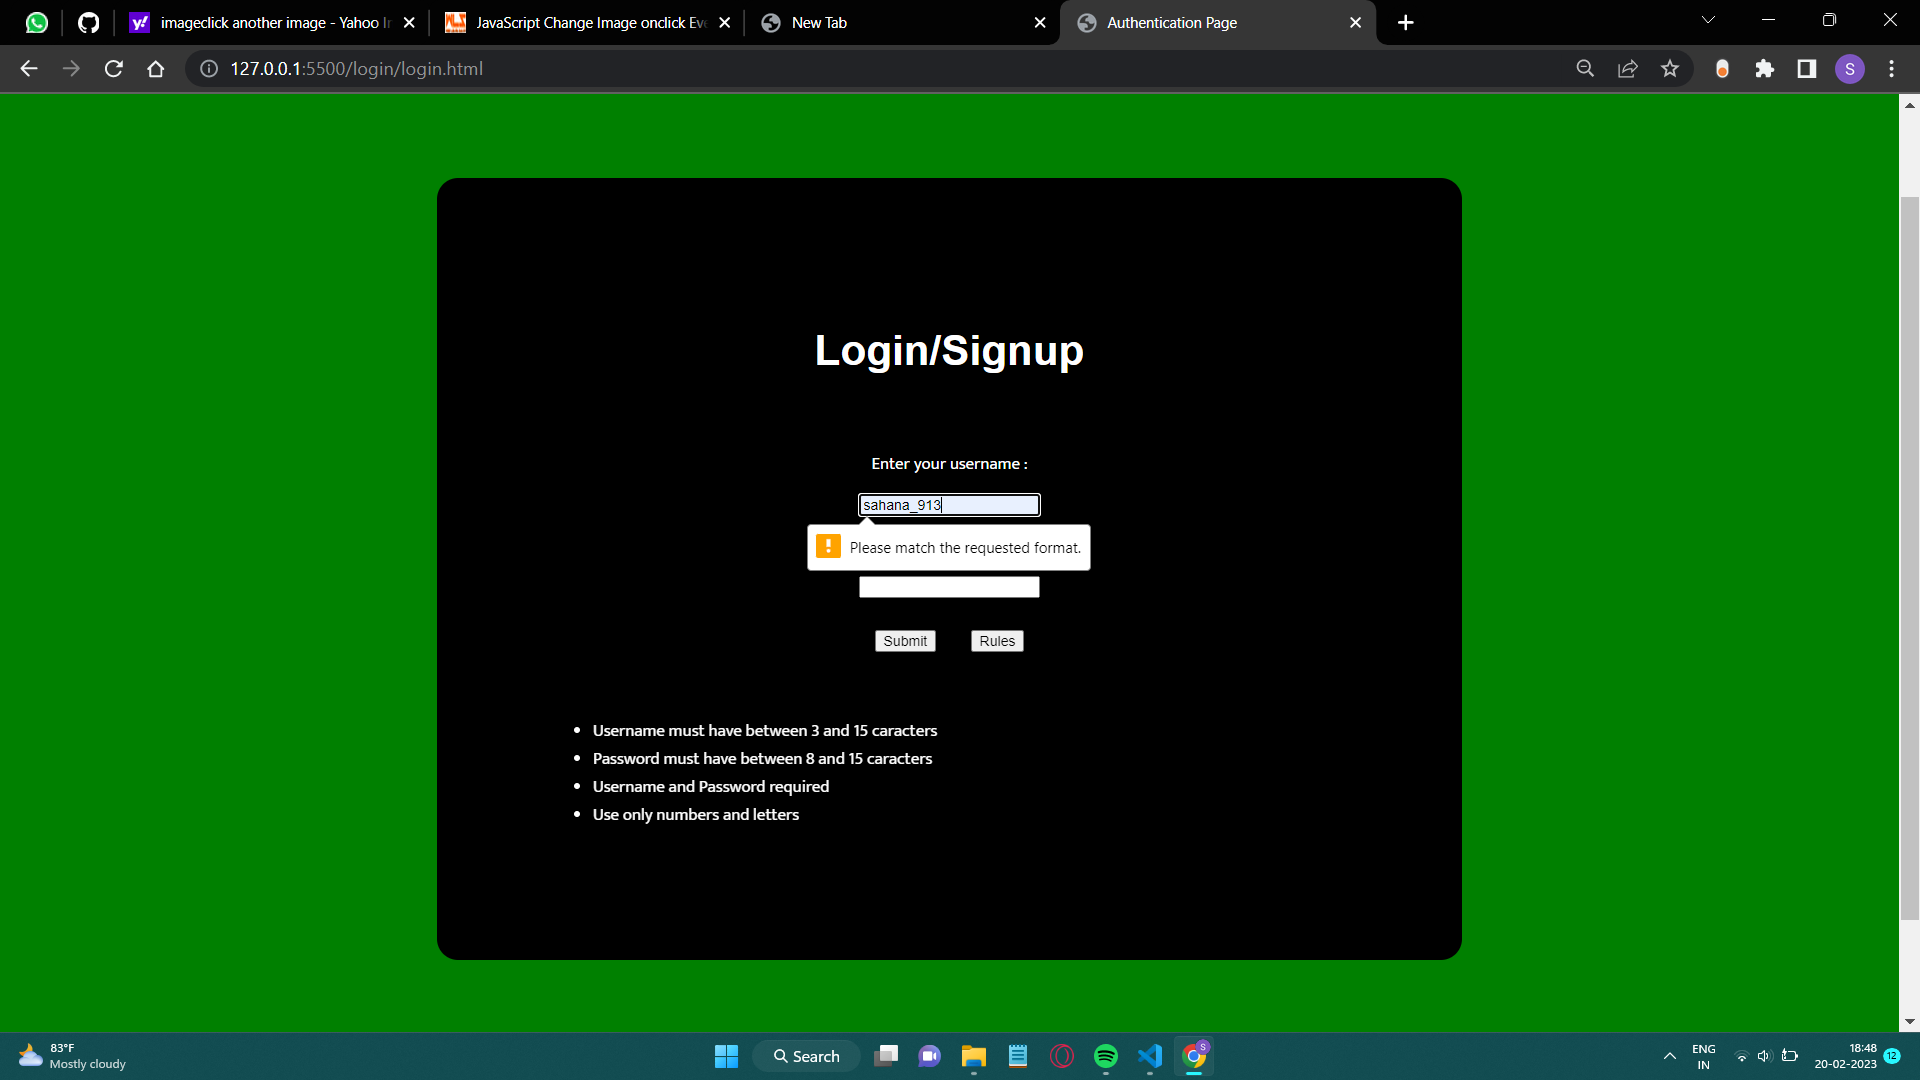 imageclick another image - Yahoo I
JavaScript Change Image onclick Eve
New Tab
Authentication Page
127.0.0.1:5500/login/login.html
S
Login/Signup
Enter your username :
sahana_913
! Please match the requested format.
Submit
Rules
• Username must have between 3 and 15 caracters
• Password must have between 8 and 15 caracters
• Username and Password required
• Use only numbers and letters
83°F
Mostly cloudy
Search
S
ENG
IN
18:48
20-02-2023
12